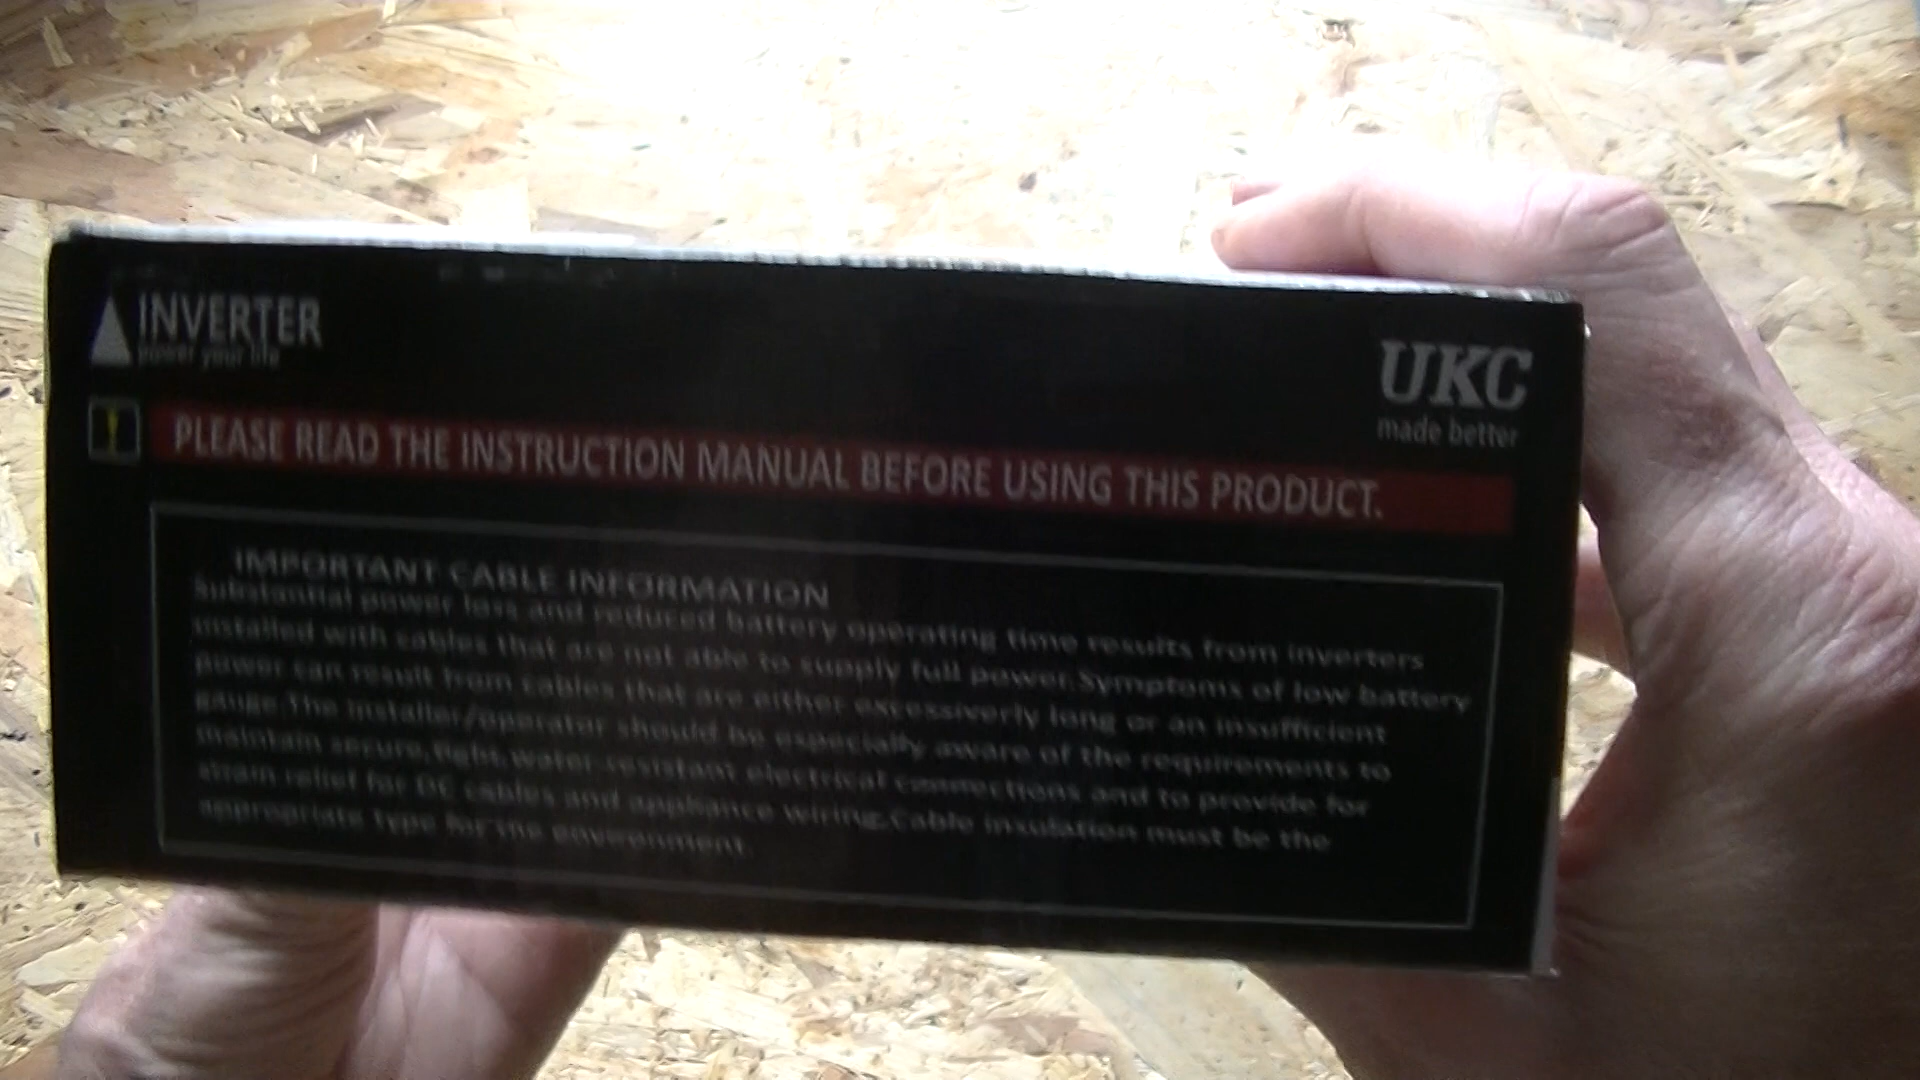 INVERTER
power your life
UKC
made better
PLEASE READ THE INSTRUCTION MANUAL BEFORE USING THIS PRODUCT.
IMPORTANT CABLE INFORMATION
Substantial power loss and reduced battery operating time results from inverters
installed with cables that are not able to supply full power.Symptoms of low battery
power can result from cables that are either excessiverly long or an insufficient
gauge.The installer/operator should be especially aware of the requirements to
maintain secure,tight,water-resistant electrical connections and to provide for
strain relief for DC cables and appliance wiring.Cable insulation must be the
appropriate type for the